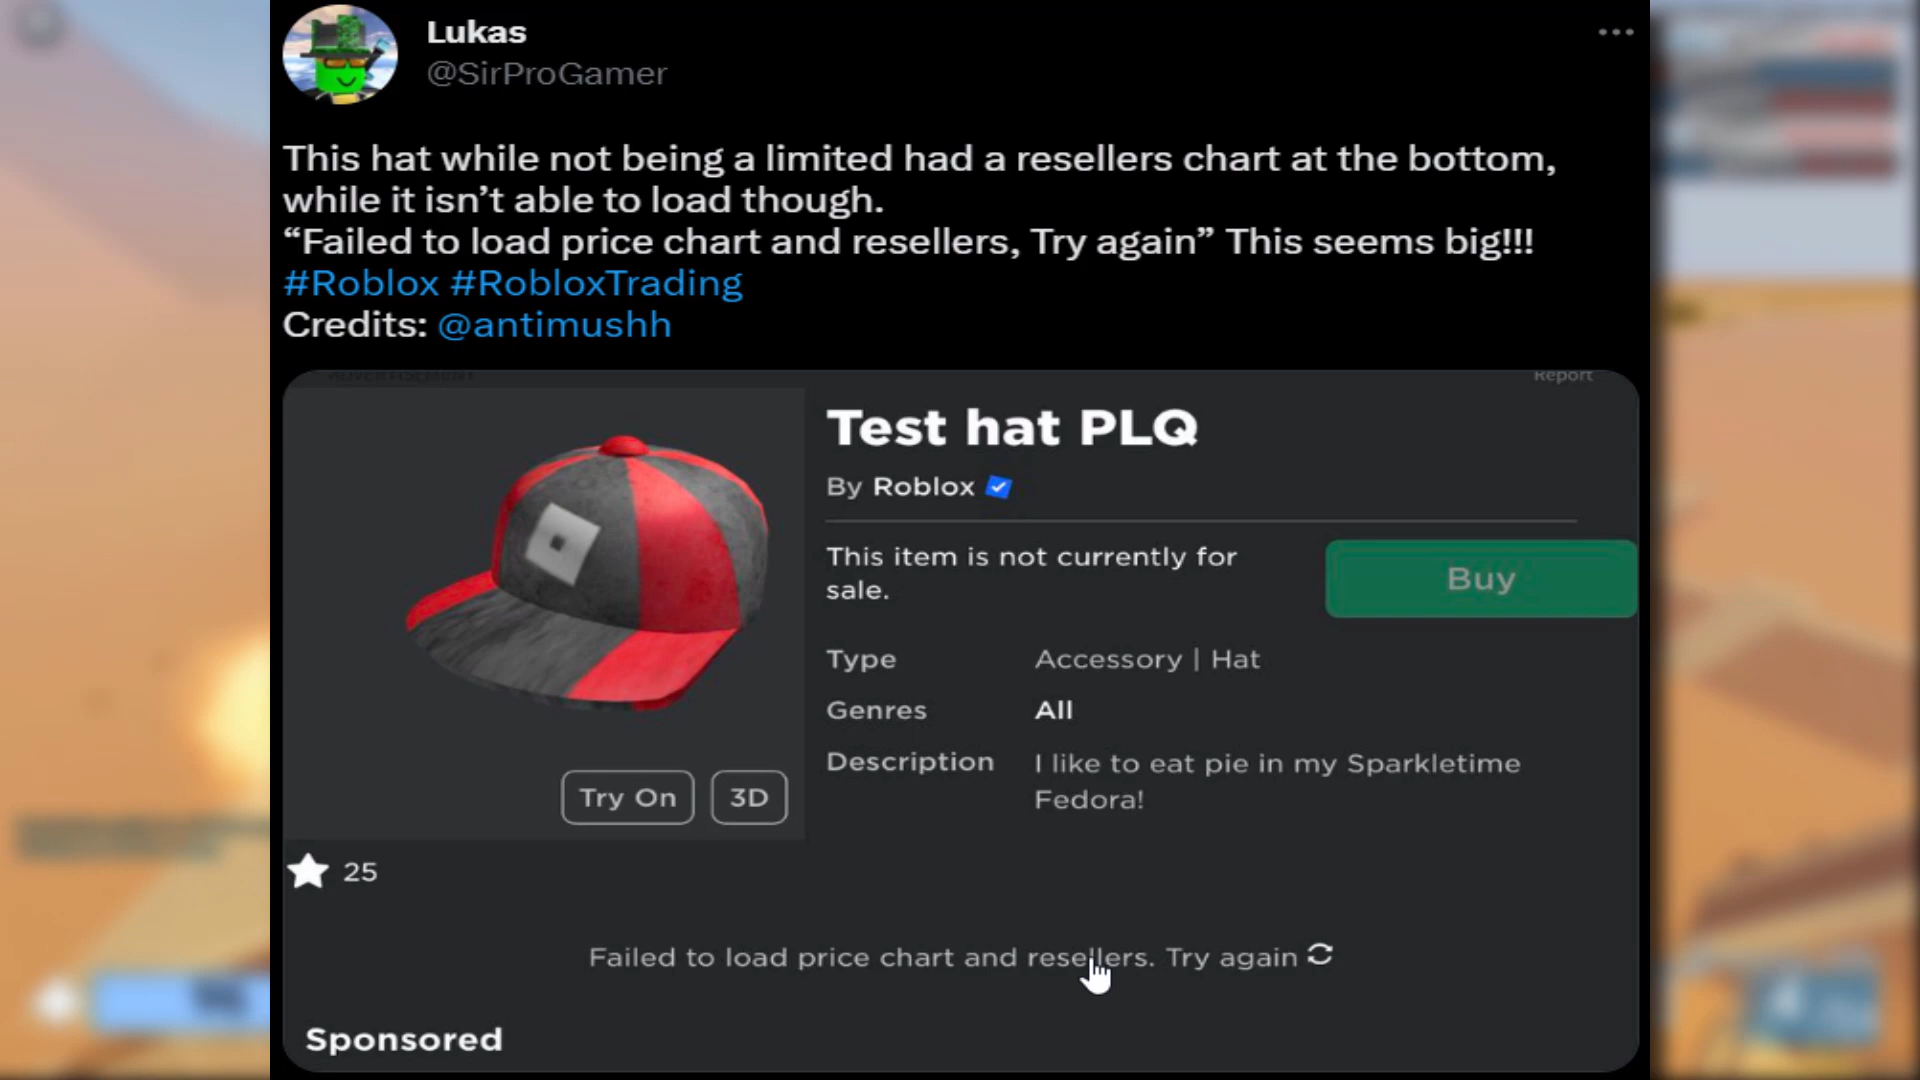 Lukas
@SirProGamer
This hat while not being a limited had a resellers chart at the bottom,
while it isn’t able to load though.
“Failed to load price chart and resellers, Try again” This seems big!!!
#Roblox #RobloxTrading
Credits: @antimushh
Report
Test hat PLQ
By Roblox
This item is not currently for
sale.
Buy
Type Accessory | Hat
Genres All
Description I like to eat pie in my Sparkletime
Fedora!
Try On 3D
25
Failed to load price chart and resellers. Try again
Sponsored